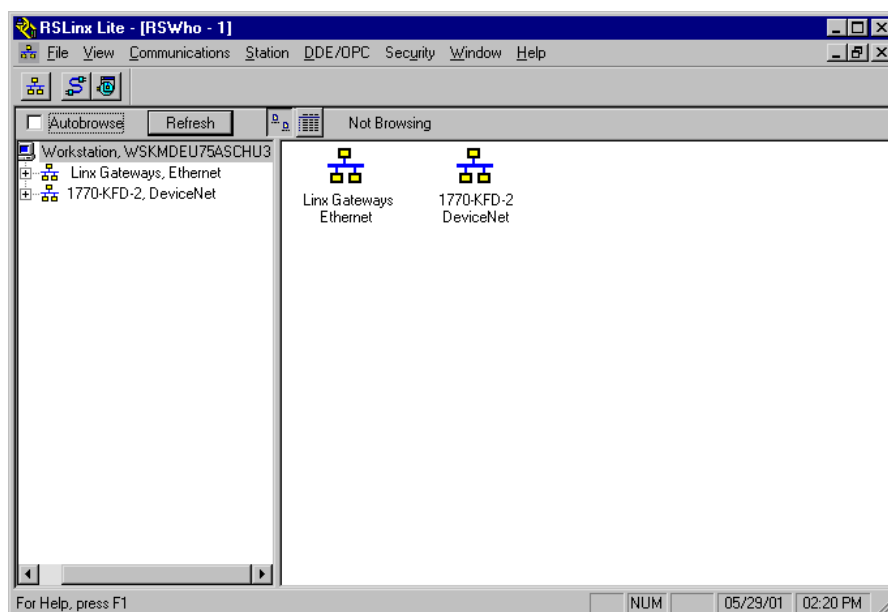 RSLinx Lite - [RSWho - 1]
File View Communications Station DDE/OPC Security Window Help
Autobrowse Refresh Not Browsing
Workstation, WSKMDEU75ASCHU3
Linx Gateways, Ethernet
1770-KFD-2, DeviceNet
Linx Gateways
Ethernet
1770-KFD-2
DeviceNet
For Help, press F1 NUM 05/29/01 02:20 PM